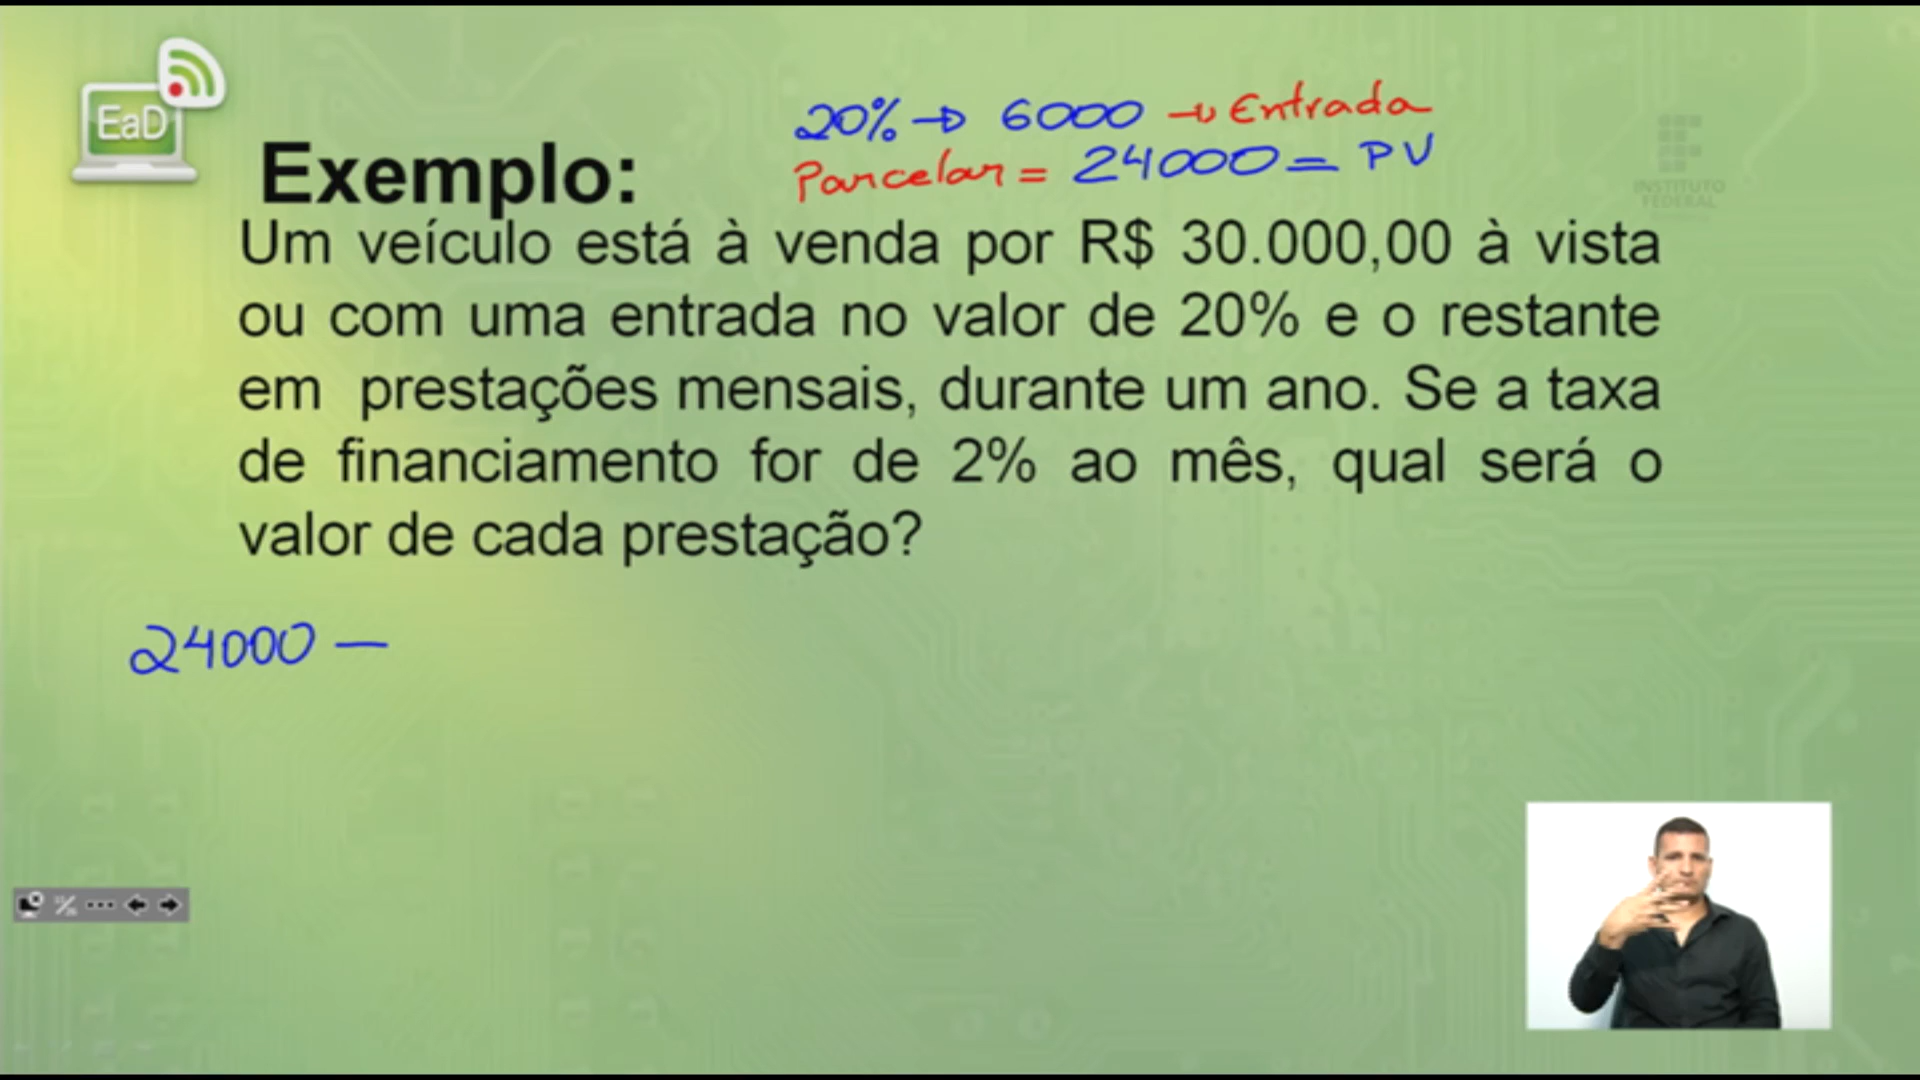 EaD
20% → 6000 → Entrada
Parcelar = 24000 = PV
INSTITUTO
FEDERAL
Exemplo:
Um veículo está à venda por R$ 30.000,00 à vista
ou com uma entrada no valor de 20% e o restante
em prestações mensais, durante um ano. Se a taxa
de financiamento for de 2% ao mês, qual será o
valor de cada prestação?
24000 —